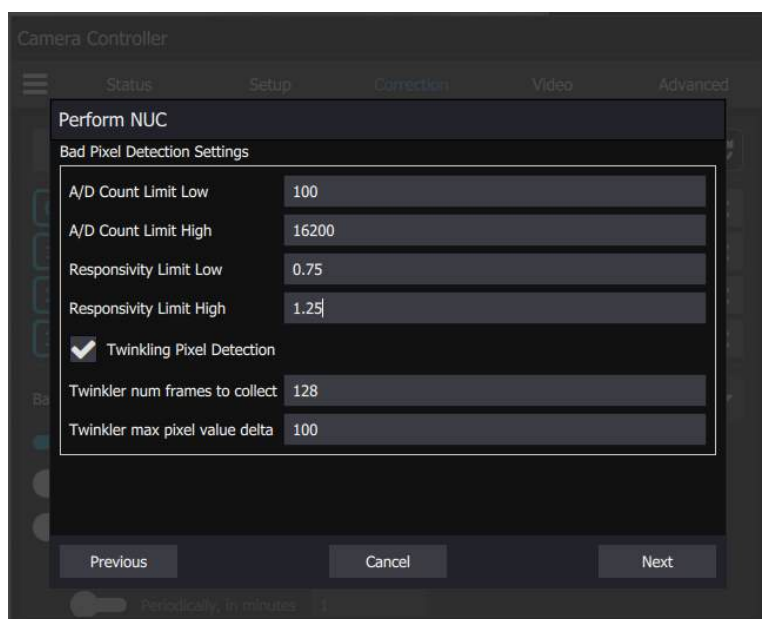 Camera Controller
Status Setup Correction Video Advanced
Perform NUC
Bad Pixel Detection Settings
A/D Count Limit Low 100
A/D Count Limit High 16200
Responsivity Limit Low 0.75
Responsivity Limit High 1.25
Twinkling Pixel Detection
Twinkler num frames to collect 128
Ba
Twinkler max pixel value delta 100
Previous Cancel Next
Periodically, in minutes 1